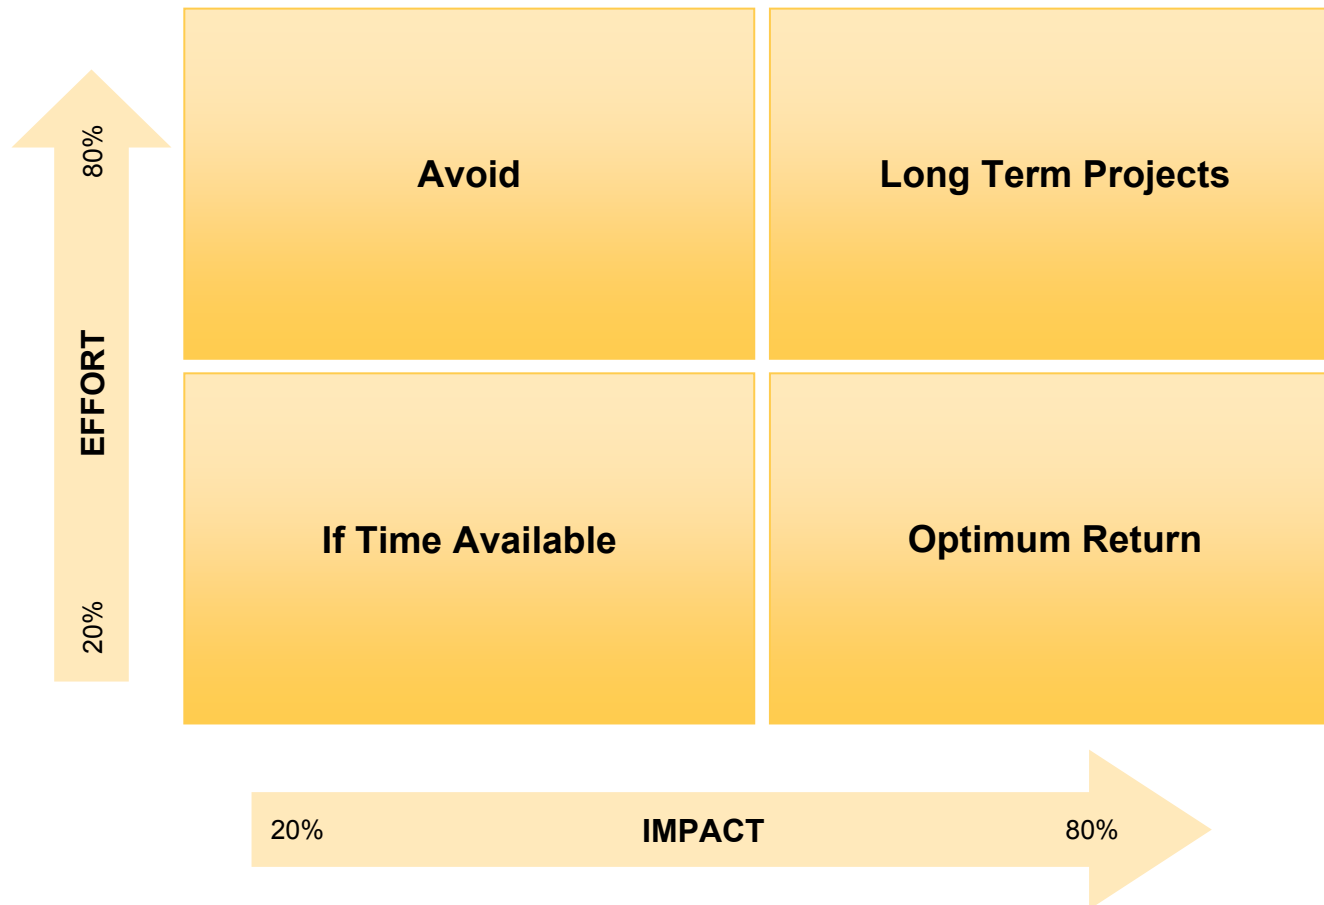 80%
Avoid
Long Term Projects
EFFORT
If Time Available
Optimum Return
20%
20%
IMPACT
80%